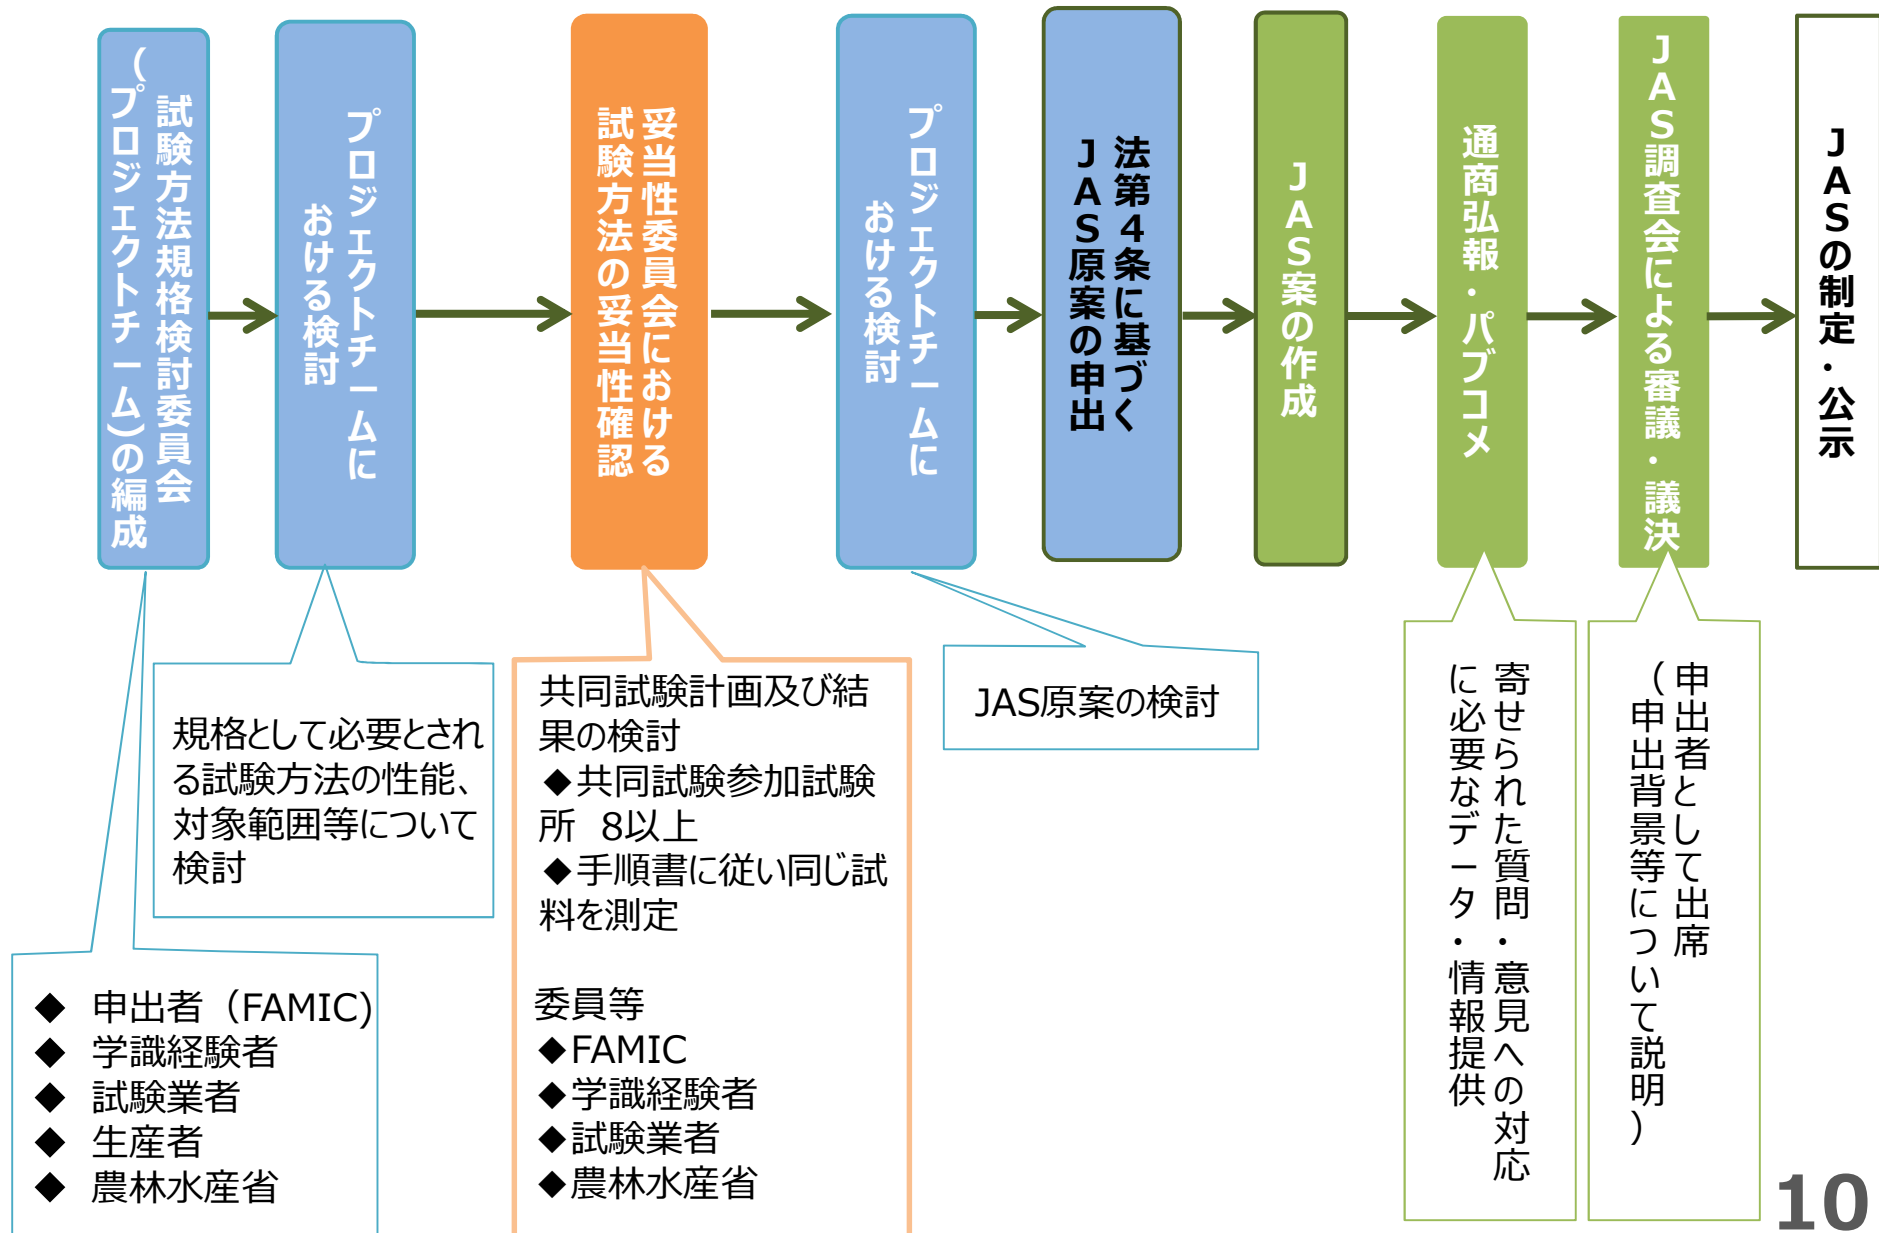 試験方法規格検討委員会
(プロジェクトチーム)の編成
プロジェクトチームに
おける検討
妥当性委員会における
試験方法の妥当性確認
プロジェクトチームに
おける検討
法第４条に基づく
ＪＡＳ原案の申出
ＪＡＳ案の作成
通商弘報・パブコメ
ＪＡＳ調査会による審議・議決
ＪＡＳの制定・公示
◆ 申出者（FAMIC)
◆ 学識経験者
◆ 試験業者
◆ 生産者
◆ 農林水産省
規格として必要とされ
る試験方法の性能、
対象範囲等について
検討
共同試験計画及び結
果の検討
◆共同試験参加試験
所 8以上
◆手順書に従い同じ試
料を測定
委員等
◆FAMIC
◆学識経験者
◆試験業者
◆農林水産省
JAS原案の検討
寄せられた質問・意見への対応
に必要なデータ・情報提供
申出者として出席
（申出背景等について説明）
10